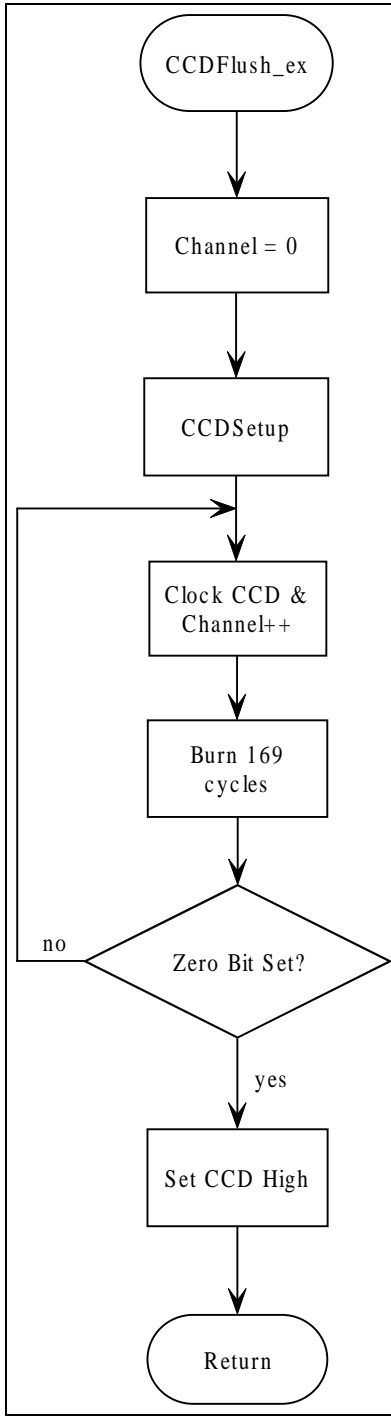 CCDFlush_ex
Channel = 0
CCDSetup
Clock CCD &
Channel++
Burn 169
cycles
Zero Bit Set?
no
yes
Set CCD High
Return